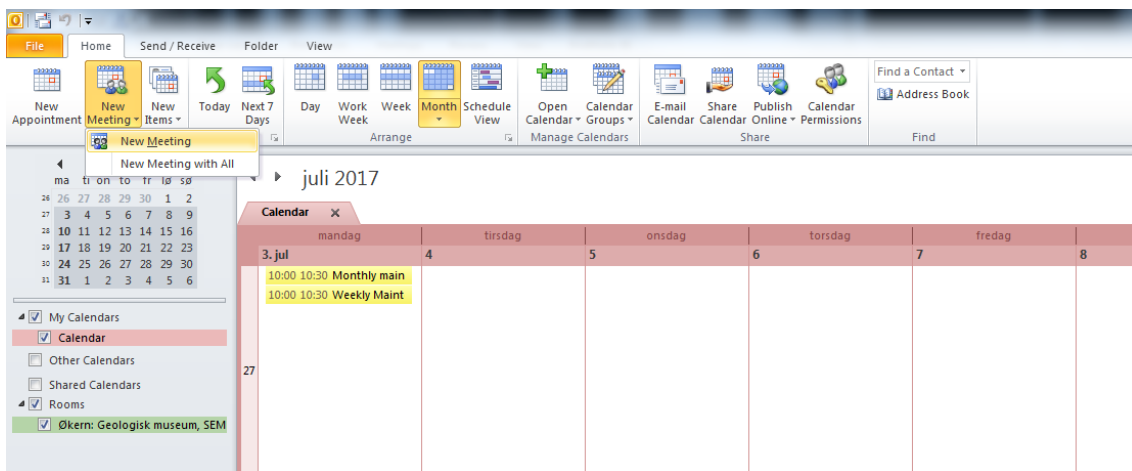 File Home Send / Receive Folder View
New Appointment
New Meeting
New Items
Today
Next 7 Days
Day
Work Week
Week
Month
Schedule View
Open Calendar
Calendar Groups
E-mail Calendar
Share Calendar
Publish Online
Calendar Permissions
Find a Contact
Address Book
Arrange Manage Calendars Share Find
New Meeting
New Meeting with All
ma ti on to fr lø sø
26 26 27 28 29 30 1 2
27 3 4 5 6 7 8 9
28 10 11 12 13 14 15 16
29 17 18 19 20 21 22 23
30 24 25 26 27 28 29 30
31 31 1 2 3 4 5 6
My Calendars
Calendar
Other Calendars
Shared Calendars
Rooms
Økern: Geologisk museum, SEM
juli 2017
Calendar
mandag tirsdag onsdag torsdag fredag
3. jul 4 5 6 7 8
10:00 10:30 Monthly main
10:00 10:30 Weekly Maint
27